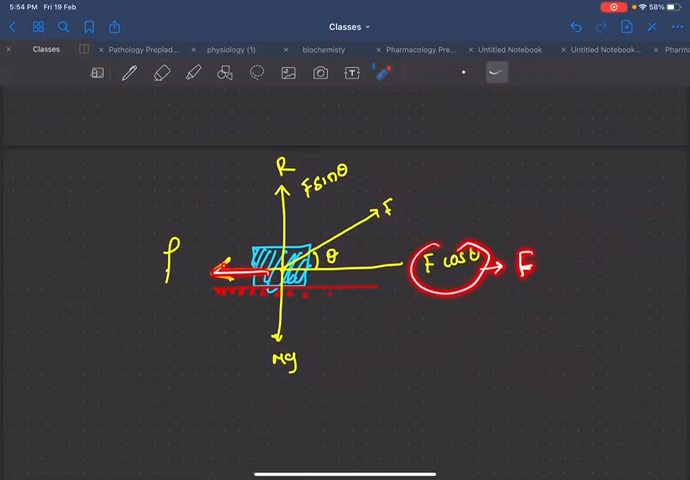 5:54 PM Fri 19 Feb
58%
Classes
Classes
Pathology Preplad...
physiology (1)
biochemisty
Pharmacology Pre...
Untitled Notebook
Untitled Notebook...
Pharma
T
R
F sinθ
F
f
θ
F cosθ → F
Mg